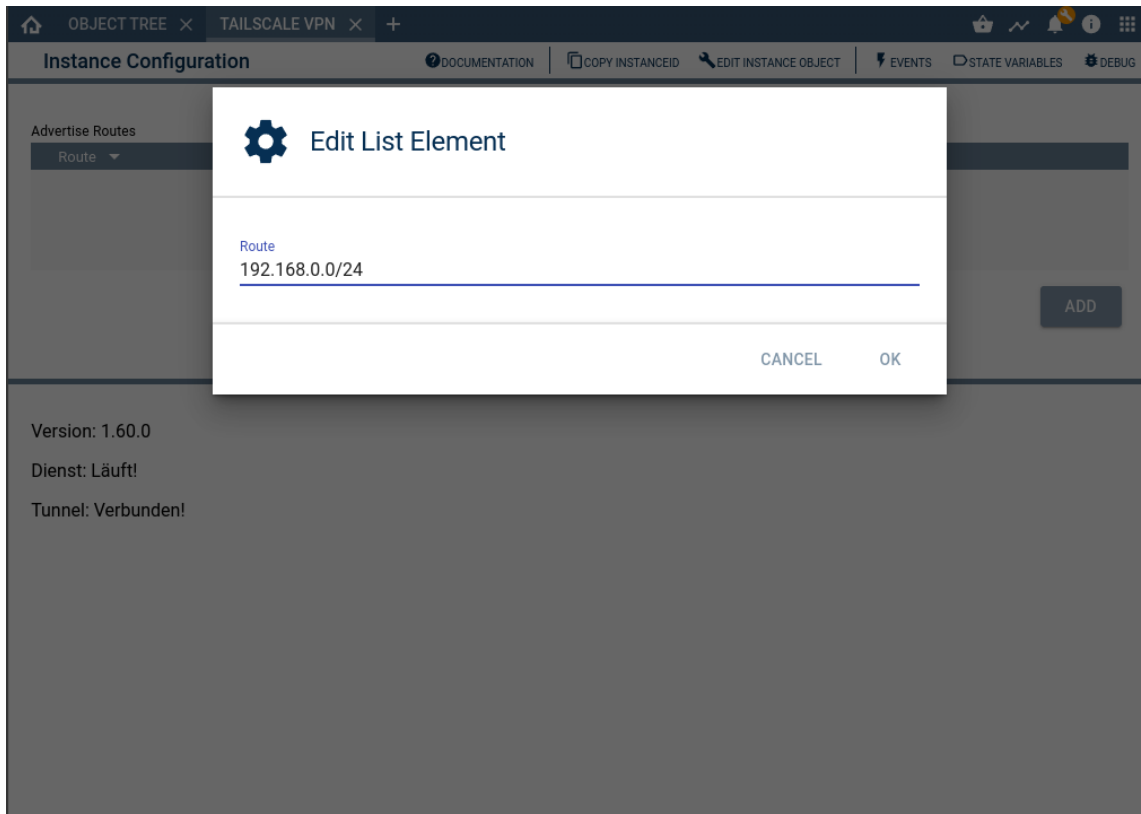 OBJECT TREE TAILSCALE VPN
Instance Configuration DOCUMENTATION COPY INSTANCEID EDIT INSTANCE OBJECT EVENTS STATE VARIABLES DEBUG
Advertise Routes
Route
Edit List Element
Route
192.168.0.0/24
ADD
CANCEL OK
Version: 1.60.0
Dienst: Läuft!
Tunnel: Verbunden!